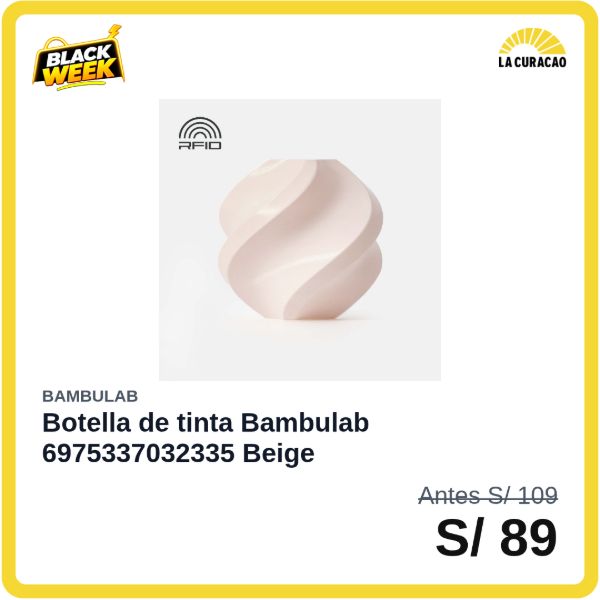 BLACK
WEEK
LA CURACAO
RFID
BAMBULAB
Botella de tinta Bambulab
6975337032335 Beige
Antes S/ 109
S/ 89